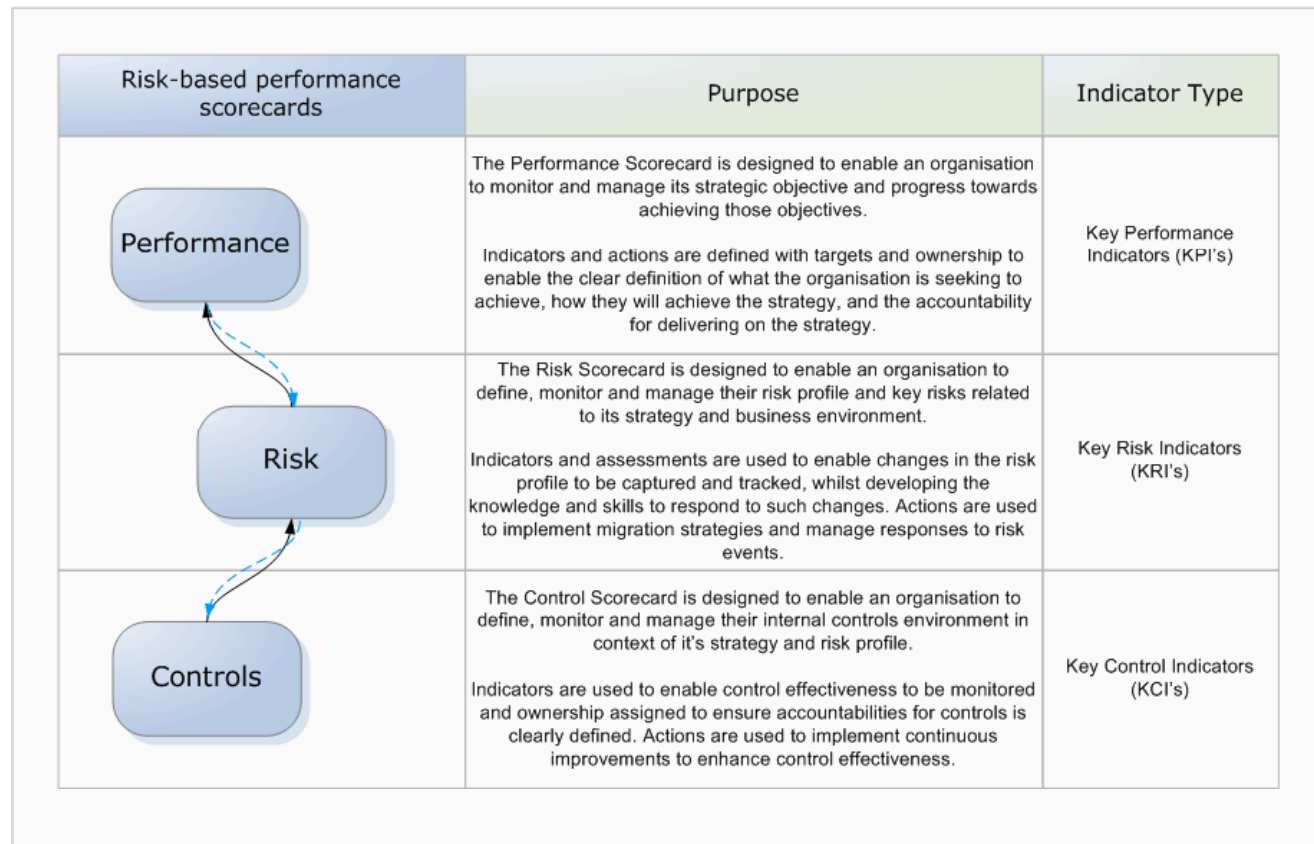 Risk-based performance
scorecards
Purpose
Indicator Type
Performance
The Performance Scorecard is designed to enable an organisation
to monitor and manage its strategic objective and progress towards
achieving those objectives.
Indicators and actions are defined with targets and ownership to
enable the clear definition of what the organisation is seeking to
achieve, how they will achieve the strategy, and the accountability
for delivering on the strategy.
Key Performance
Indicators (KPI's)
Risk
The Risk Scorecard is designed to enable an organisation to
define, monitor and manage their risk profile and key risks related
to its strategy and business environment.
Indicators and assessments are used to enable changes in the risk
profile to be captured and tracked, whilst developing the
knowledge and skills to respond to such changes. Actions are used
to implement migration strategies and manage responses to risk
events.
Key Risk Indicators
(KRI's)
Controls
The Control Scorecard is designed to enable an organisation to
define, monitor and manage their internal controls environment in
context of it's strategy and risk profile.
Indicators are used to enable control effectiveness to be monitored
and ownership assigned to ensure accountabilities for controls is
clearly defined. Actions are used to implement continuous
improvements to enhance control effectiveness.
Key Control Indicators
(KCI's)